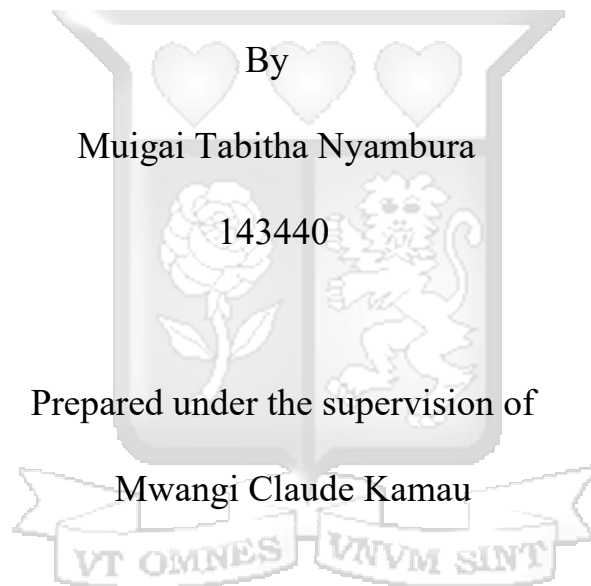 By
Muigai Tabitha Nyambura
143440
Prepared under the supervision of
Mwangi Claude Kamau
VT OMNES VNVM SINT